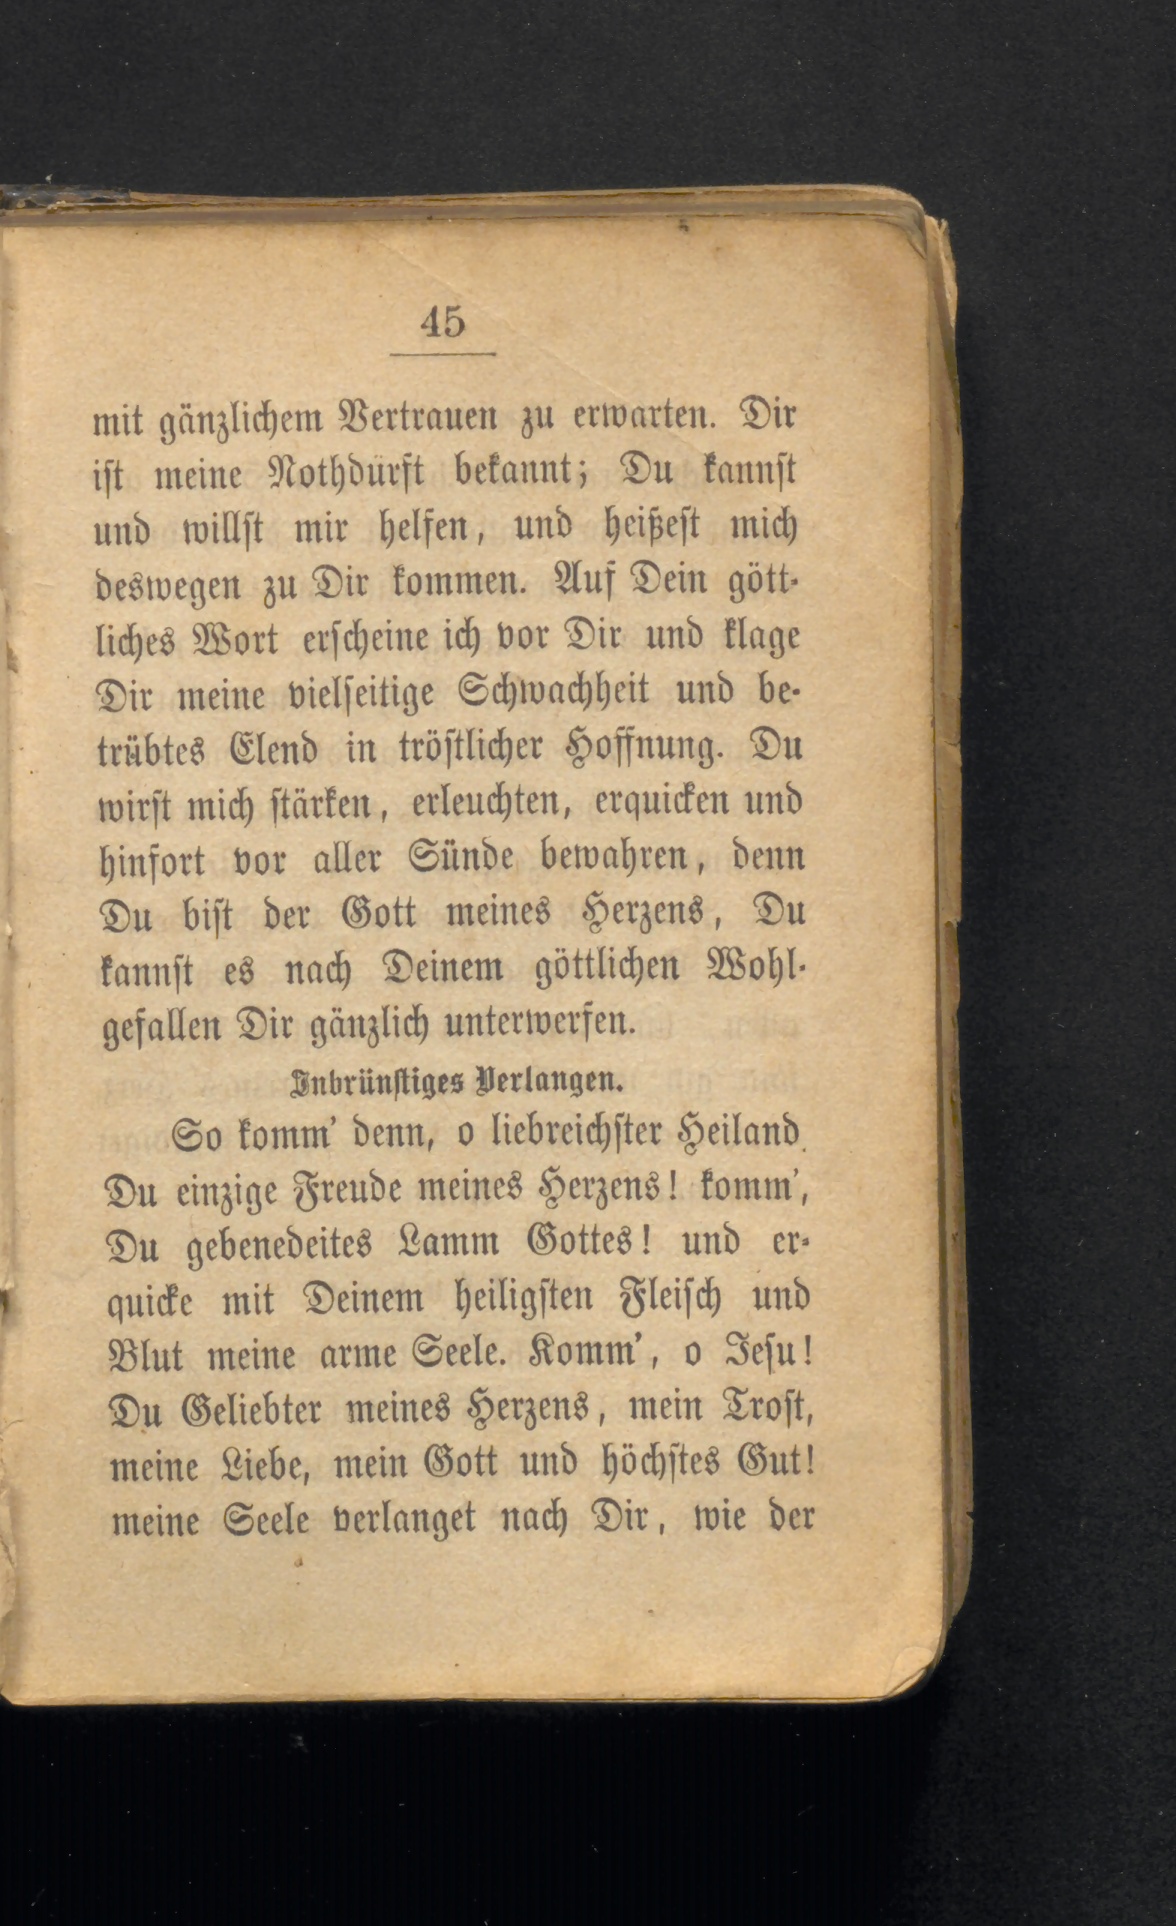 45
mit gänzlichem Vertrauen zu erwarten. Dir
ist meine Nothdürft bekannt; Du kannst
und willst mir helfen, und heißest mich
deswegen zu Dir kommen. Auf Dein gött-
liches Wort erscheine ich vor Dir und klage
Dir meine vielseitige Schwachheit und be-
trübtes Elend in tröstlicher Hoffnung. Du
wirst mich stärken, erleuchten, erquicken und
hinfort vor aller Sünde bewahren, denn
Du bist der Gott meines Herzens, Du
kannst es nach Deinem göttlichen Wohl-
gefallen Dir gänzlich unterwerfen.
Inbrünstiges Verlangen.
So komm' denn, o liebreichster Heiland
Du einzige Freude meines Herzens! komm',
Du gebenedeites Lamm Gottes! und er-
quicke mit Deinem heiligsten Fleisch und
Blut meine arme Seele. Komm', o Jesu!
Du Geliebter meines Herzens, mein Trost,
meine Liebe, mein Gott und höchstes Gut!
meine Seele verlanget nach Dir, wie der